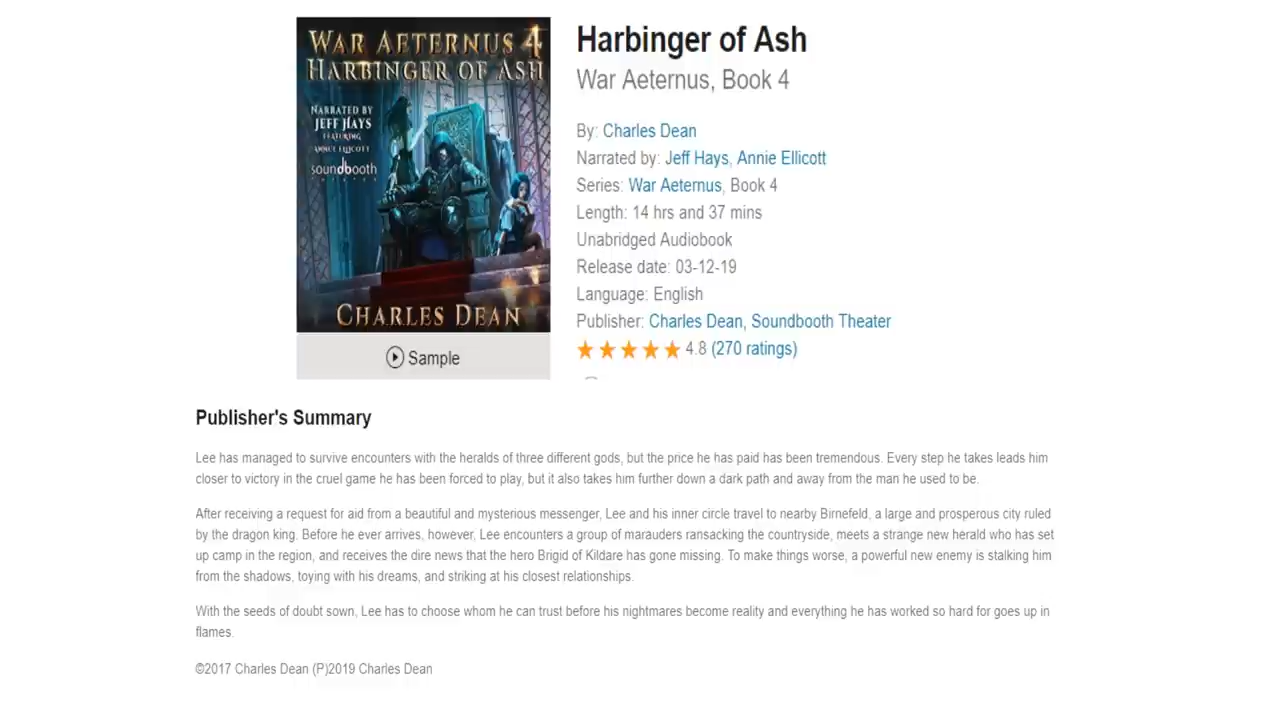 WAR AETERNUS 4
HARBINGER OF ASH
NARRATED BY
JEFF HAYS
FEATURING
ANNIE ELLICOTT
soundbooth
THEATER
CHARLES DEAN
Sample
Harbinger of Ash
War Aeternus, Book 4
By: Charles Dean
Narrated by: Jeff Hays, Annie Ellicott
Series: War Aeternus, Book 4
Length: 14 hrs and 37 mins
Unabridged Audiobook
Release date: 03-12-19
Language: English
Publisher: Charles Dean, Soundbooth Theater
4.8 (270 ratings)
Publisher's Summary
Lee has managed to survive encounters with the heralds of three different gods, but the price he has paid has been tremendous. Every step he takes leads him
closer to victory in the cruel game he has been forced to play, but it also takes him further down a dark path and away from the man he used to be.
After receiving a request for aid from a beautiful and mysterious messenger, Lee and his inner circle travel to nearby Birnefeld, a large and prosperous city ruled
by the dragon king. Before he ever arrives, however, Lee encounters a group of marauders ransacking the countryside, meets a strange new herald who has set
up camp in the region, and receives the dire news that the hero Brigid of Kildare has gone missing. To make things worse, a powerful new enemy is stalking him
from the shadows, toying with his dreams, and striking at his closest relationships.
With the seeds of doubt sown, Lee has to choose whom he can trust before his nightmares become reality and everything he has worked so hard for goes up in
flames.
©2017 Charles Dean (P)2019 Charles Dean